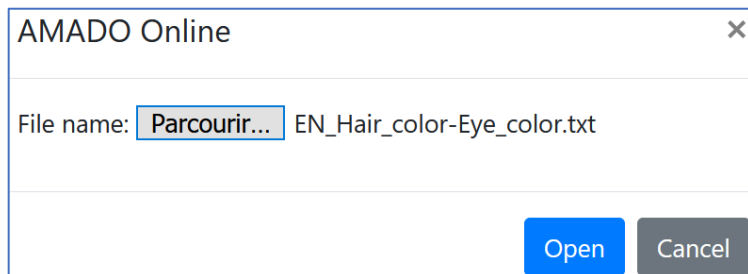 AMADO Online ×
File name: Parcourir... EN_Hair_color-Eye_color.txt
Open Cancel